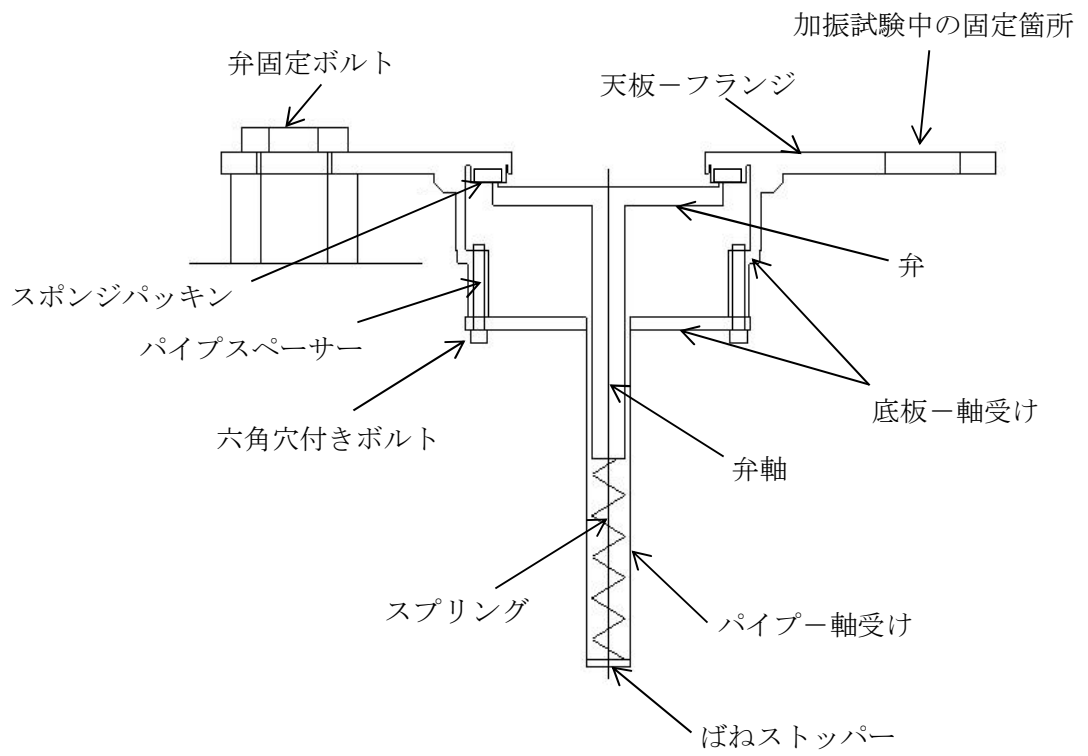 加振試験中の固定箇所
弁固定ボルト
天板－フランジ
弁
スポンジパッキン
パイプスペーサー
底板－軸受け
六角穴付きボルト
弁軸
スプリング
パイプ－軸受け
ばねストッパー